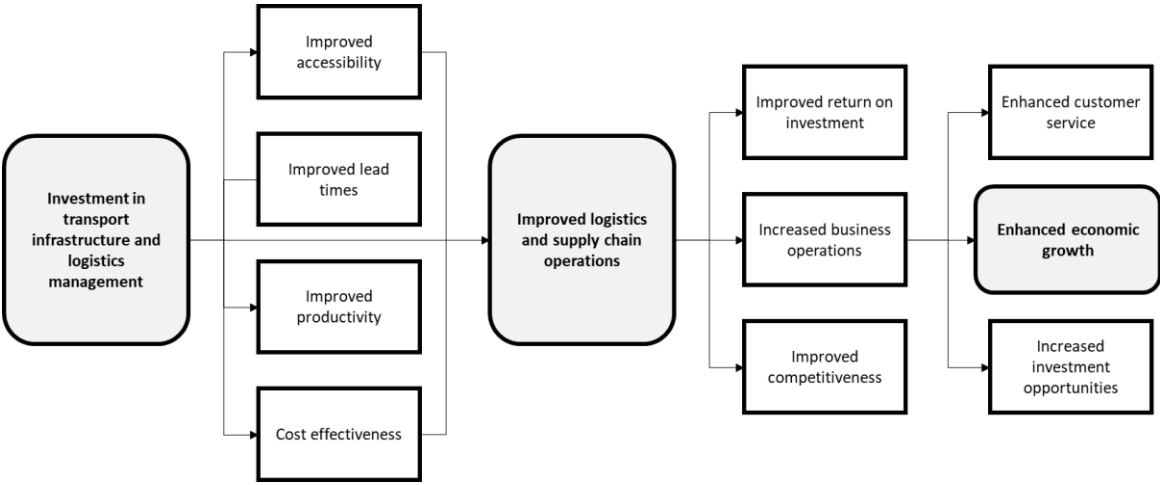 Investment in
transport
infrastructure and
logistics
management
Improved
accessibility
Improved lead
times
Improved
productivity
Cost effectiveness
Improved logistics
and supply chain
operations
Improved return on
investment
Increased business
operations
Improved
competitiveness
Enhanced customer
service
Enhanced economic
growth
Increased
investment
opportunities